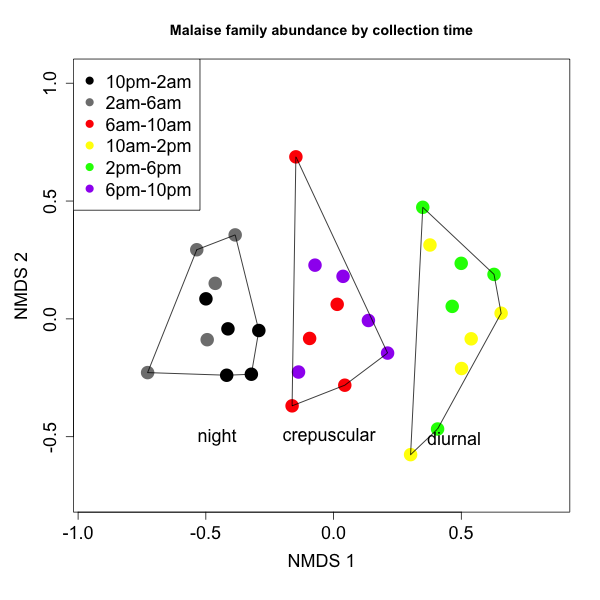 Malaise family abundance by collection time
10pm-2am
2am-6am
6am-10am
10am-2pm
2pm-6pm
6pm-10pm
1.0
0.5
0.0
-0.5
NMDS 2
night
crepuscular
diurnal
-1.0 -0.5 0.0 0.5
NMDS 1